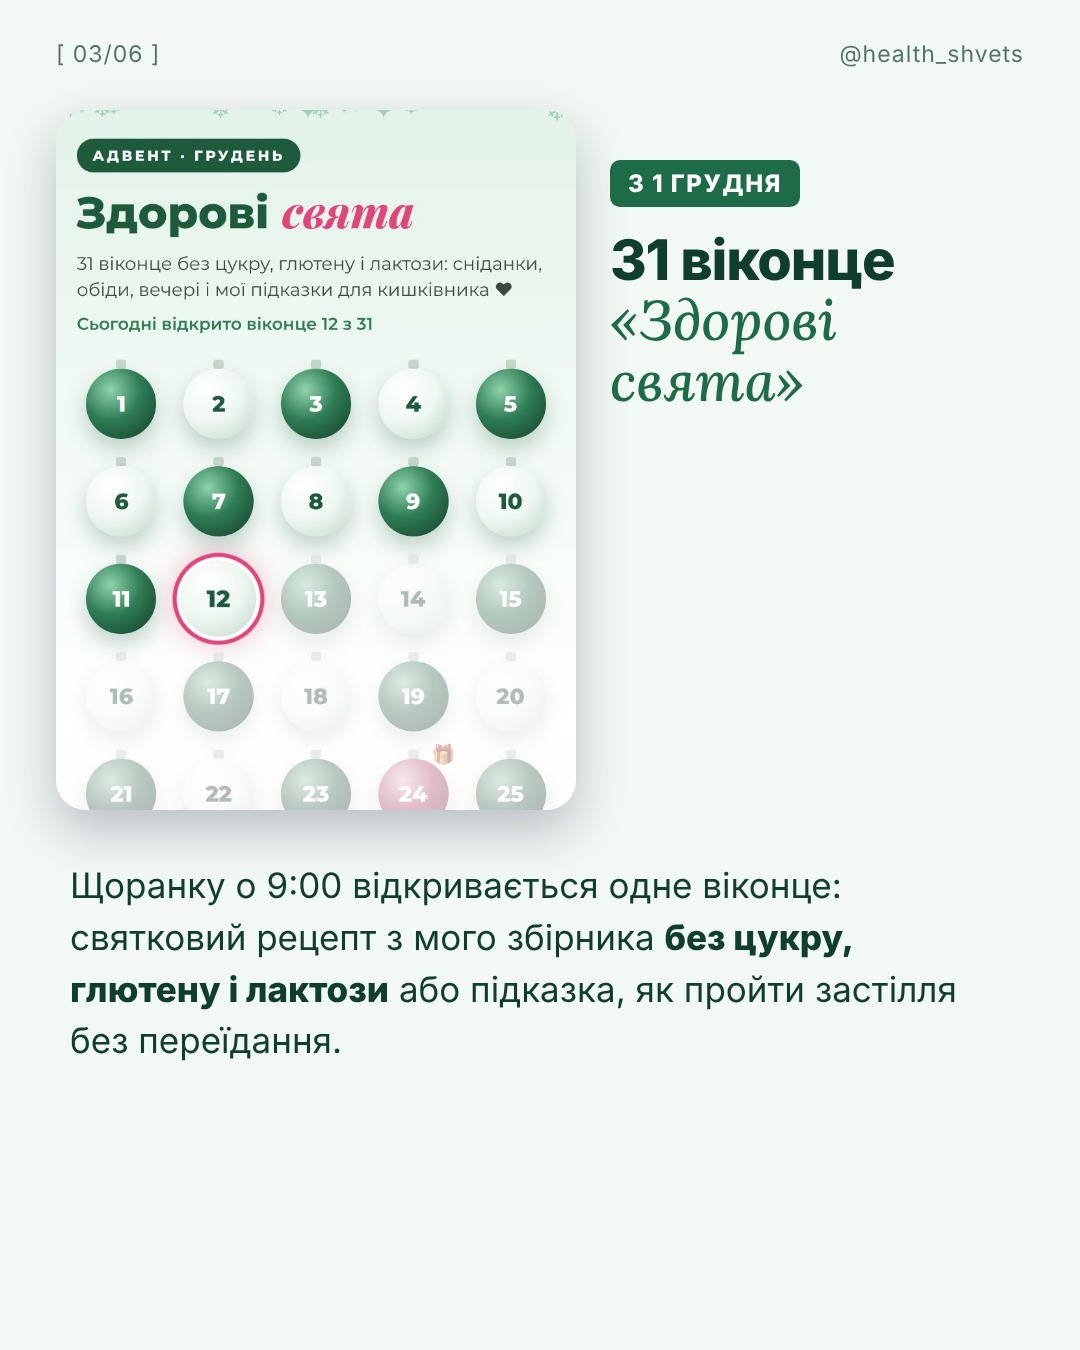 [ 03/06 ]
@health_shvets
АДВЕНТ · ГРУДЕНЬ
Здорові свята
31 віконце без цукру, глютену і лактози: сніданки,
обіди, вечері і мої підказки для кишківника ♥
Сьогодні відкрито віконце 12 з 31
1 2 3 4 5
6 7 8 9 10
11 12 13 14 15
16 17 18 19 20
21 22 23 24 25
З 1 ГРУДНЯ
31 віконце
«Здорові
свята»
Щоранку о 9:00 відкривається одне віконце:
святковий рецепт з мого збірника без цукру,
глютену і лактози або підказка, як пройти застілля
без переїдання.